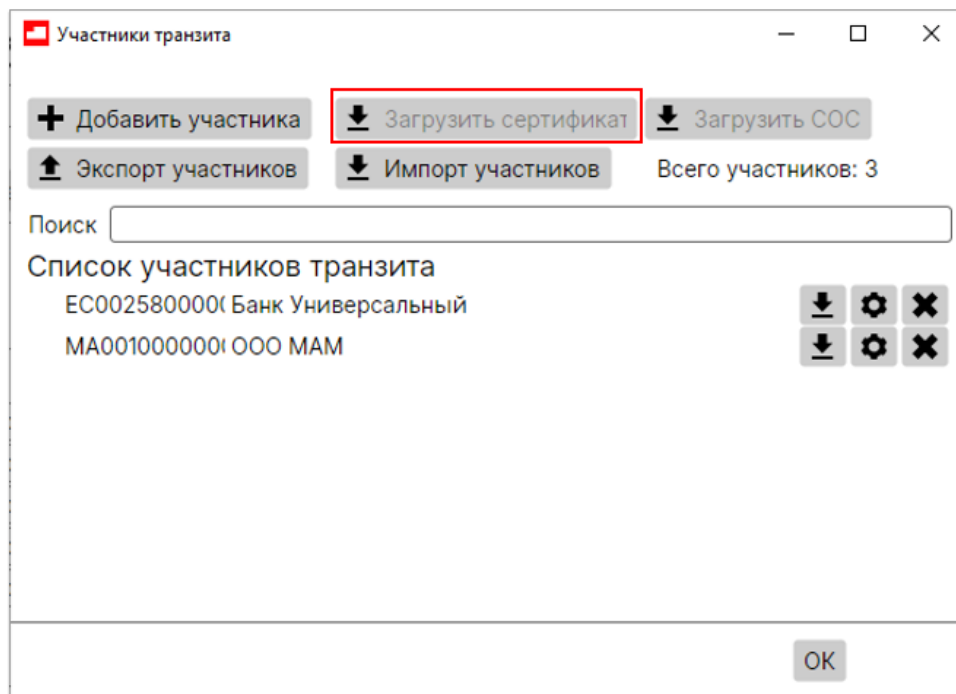 Участники транзита
Добавить участника Загрузить сертификат Загрузить СОС
Экспорт участников Импорт участников Всего участников: 3
Поиск
Список участников транзита
EC002580000( Банк Универсальный
MA001000000( ООО МАМ
OK